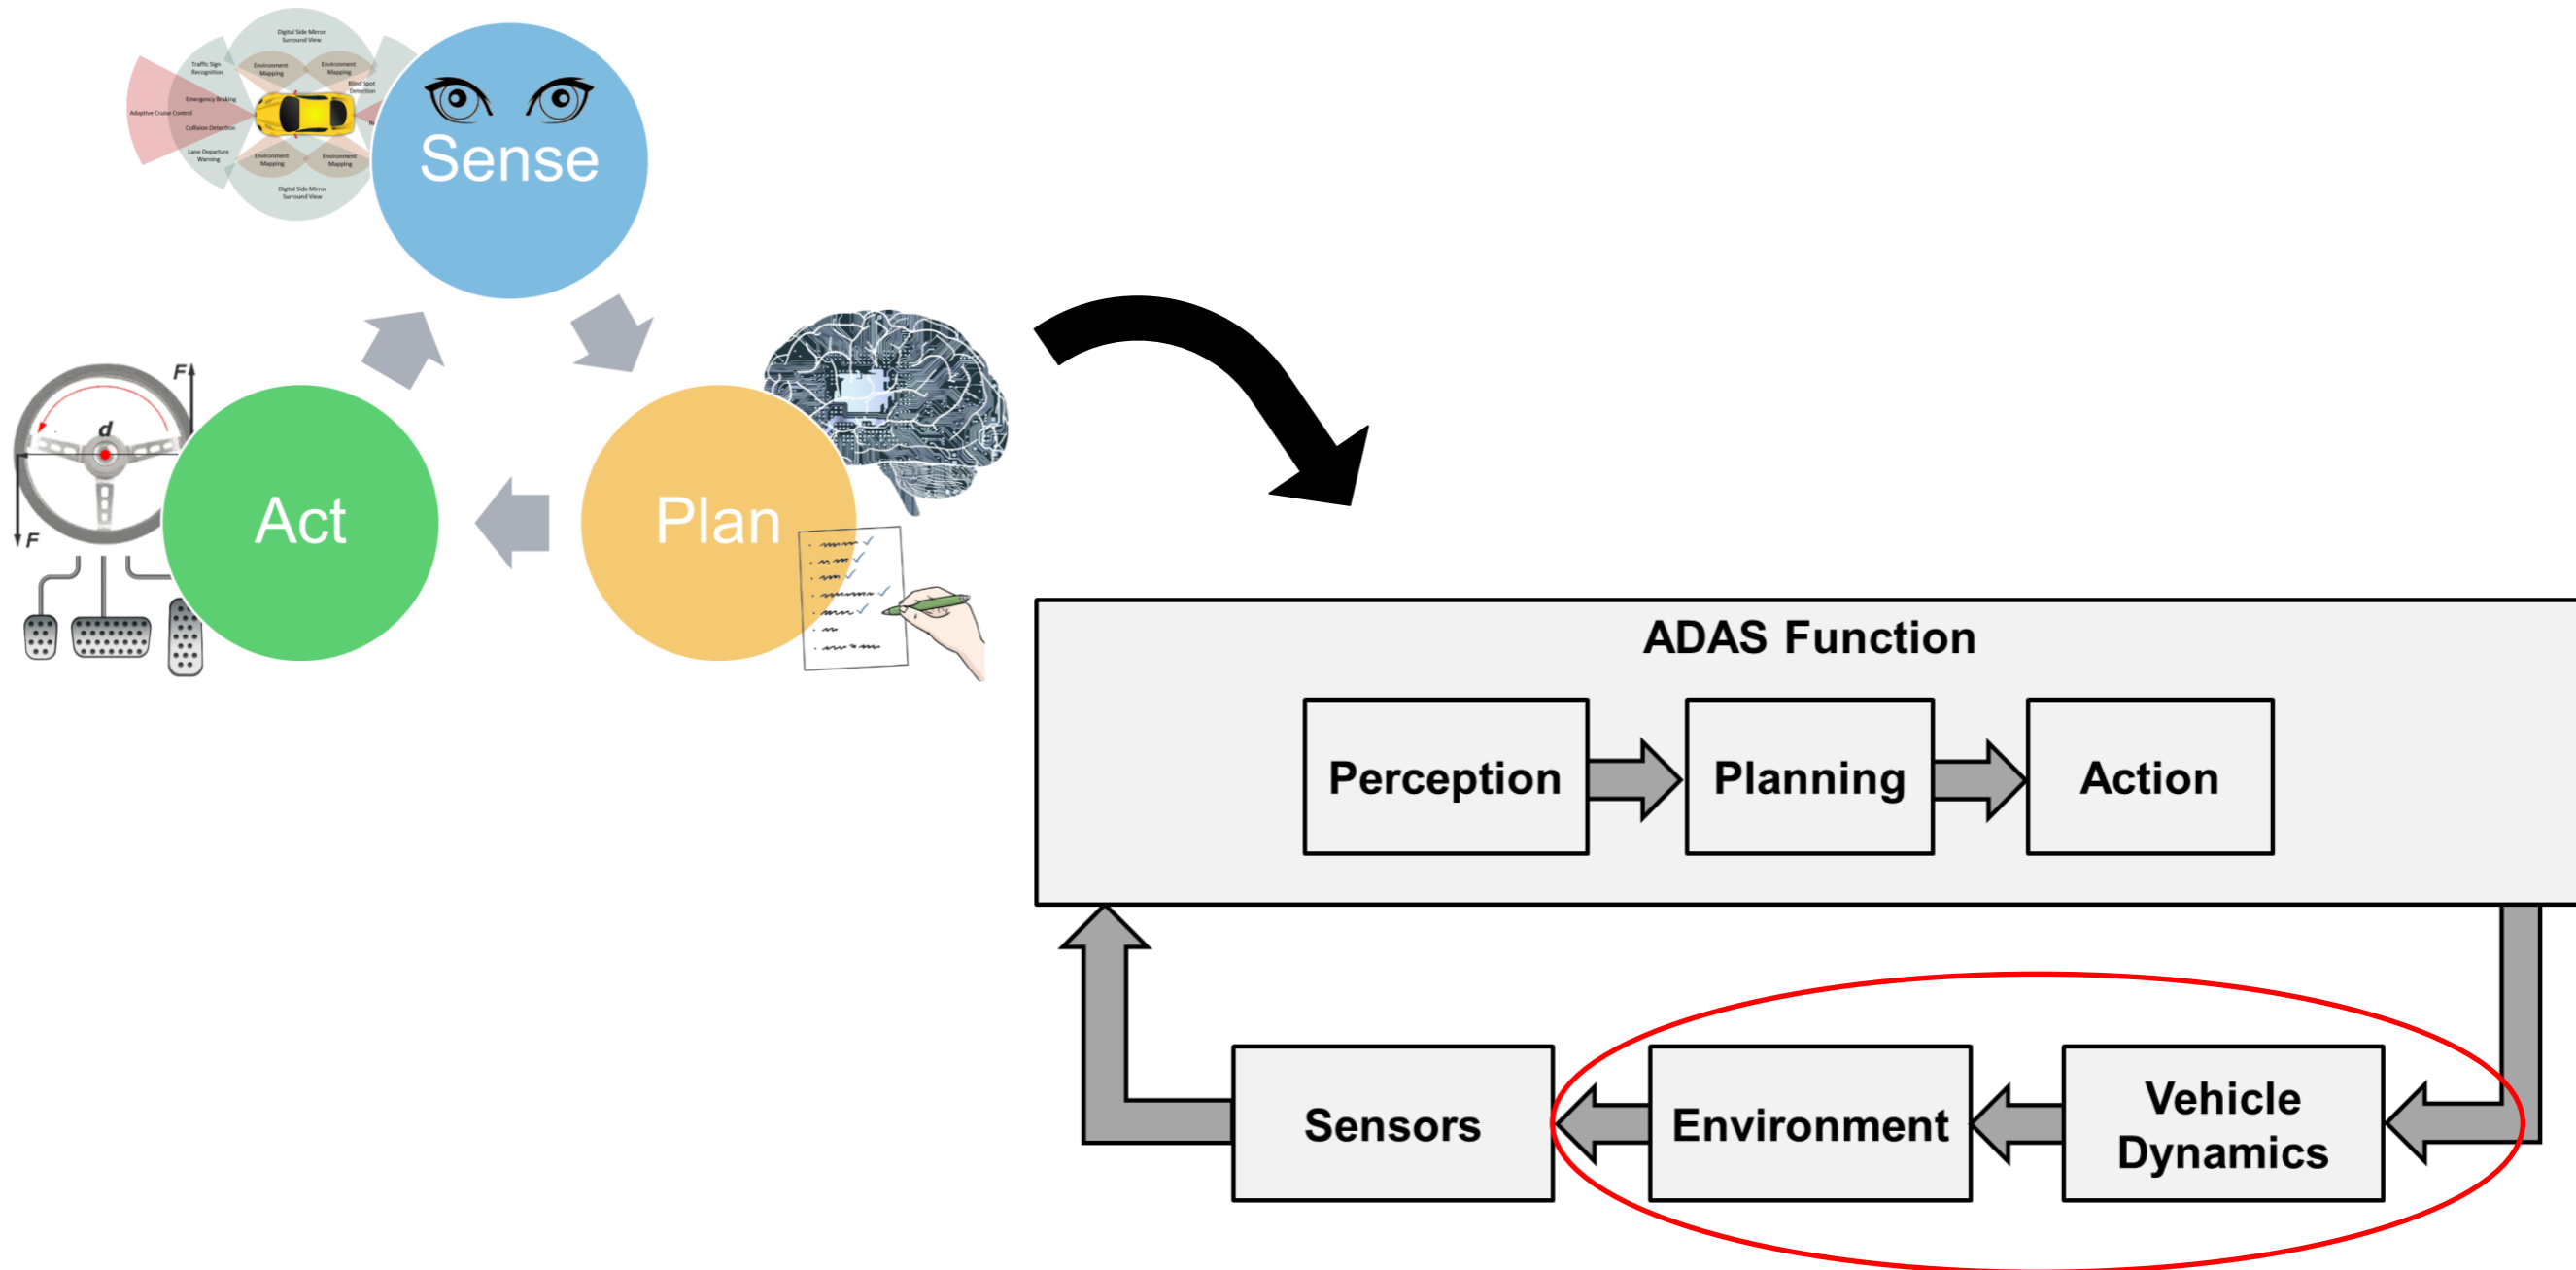 Digital Side Mirror
Surround View
Traffic Sign
Recognition
Environment
Mapping
Environment
Mapping
Blind Spot
Detection
Emergency Braking
Adaptive Cruise Control
Collision Detection
Lane Departure
Warning
Environment
Mapping
Environment
Mapping
Digital Side Mirror
Surround View
Sense
F
d
F
Act
Plan
ADAS Function
Perception
Planning
Action
Sensors
Environment
Vehicle
Dynamics